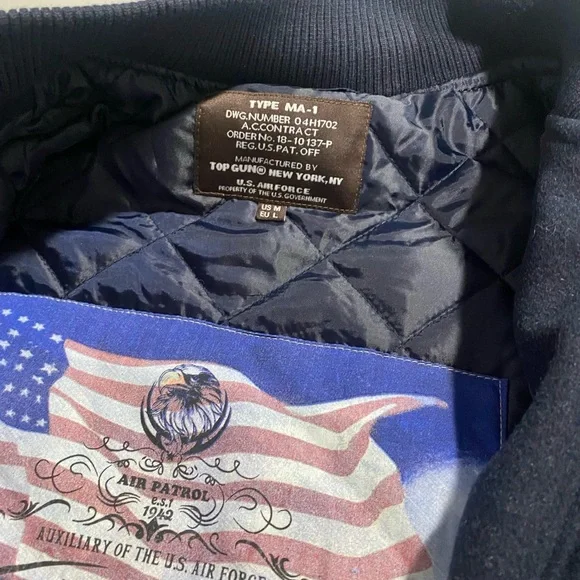 TYPE MA-1
DWG.NUMBER 04H1702
A.C.CONTRACT
ORDER No. 18-10137-P
REG.U.S.PAT. OFF
MANUFACTURED BY
TOP GUN® NEW YORK, NY
U.S. AIR FORCE
PROPERTY OF THE U.S. GOVERNMENT
US M
EU L
AIR PATROL
e.s.t
1942
AUXILIARY OF THE U.S. AIR FORCE